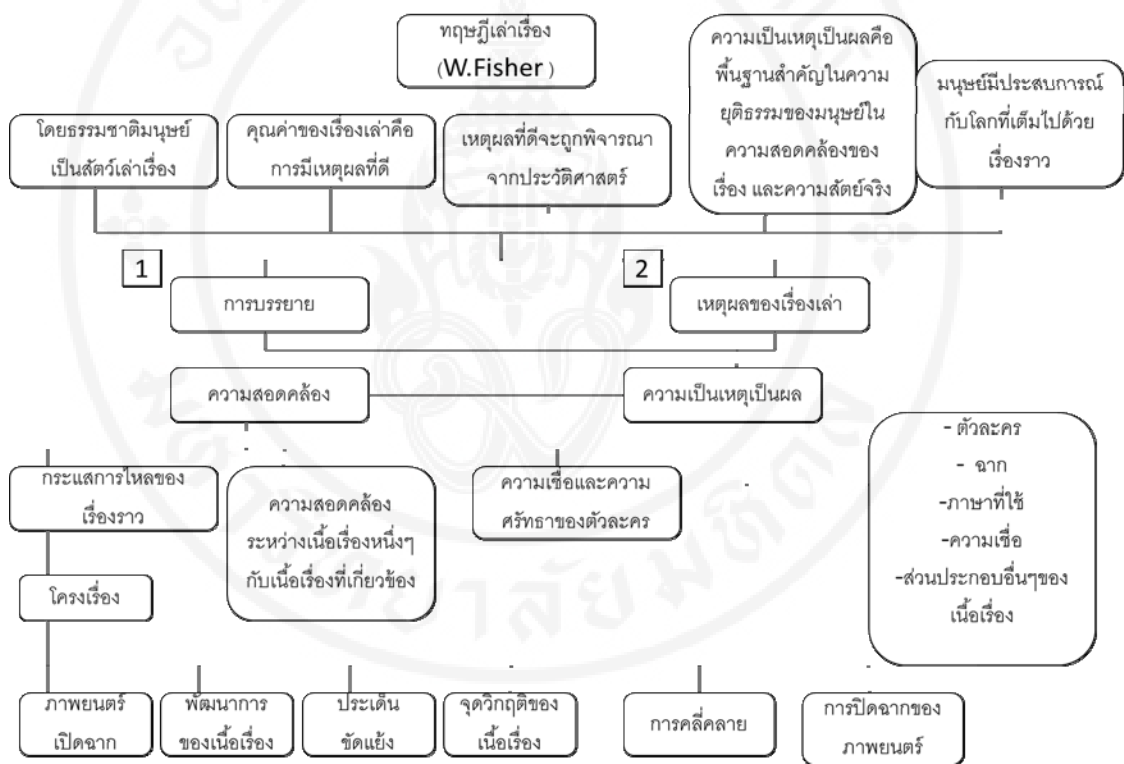 ทฤษฎีเล่าเรื่อง
(W.Fisher )
โดยธรรมชาติมนุษย์
เป็นสัตว์เล่าเรื่อง
คุณค่าของเรื่องเล่าคือ
การมีเหตุผลที่ดี
เหตุผลที่ดีจะถูกพิจารณา
จากประวัติศาสตร์
ความเป็นเหตุเป็นผลคือ
พื้นฐานสำคัญในความ
ยุติธรรมของมนุษย์ใน
ความสอดคล้องของ
เรื่อง และความสัตย์จริง
มนุษย์มีประสบการณ์
กับโลกที่เต็มไปด้วย
เรื่องราว
1
การบรรยาย
2
เหตุผลของเรื่องเล่า
ความสอดคล้อง
ความเป็นเหตุเป็นผล
กระแสการไหลของ
เรื่องราว
ความสอดคล้อง
ระหว่างเนื้อเรื่องหนึ่งๆ
กับเนื้อเรื่องที่เกี่ยวข้อง
ความเชื่อและความ
ศรัทธาของตัวละคร
- ตัวละคร
- ฉาก
-ภาษาที่ใช้
-ความเชื่อ
-ส่วนประกอบอื่นๆของ
เนื้อเรื่อง
โครงเรื่อง
ภาพยนตร์
เปิดฉาก
พัฒนาการ
ของเนื้อเรื่อง
ประเด็น
ขัดแย้ง
จุดวิกฤติของ
เนื้อเรื่อง
การคลี่คลาย
การปิดฉากของ
ภาพยนตร์